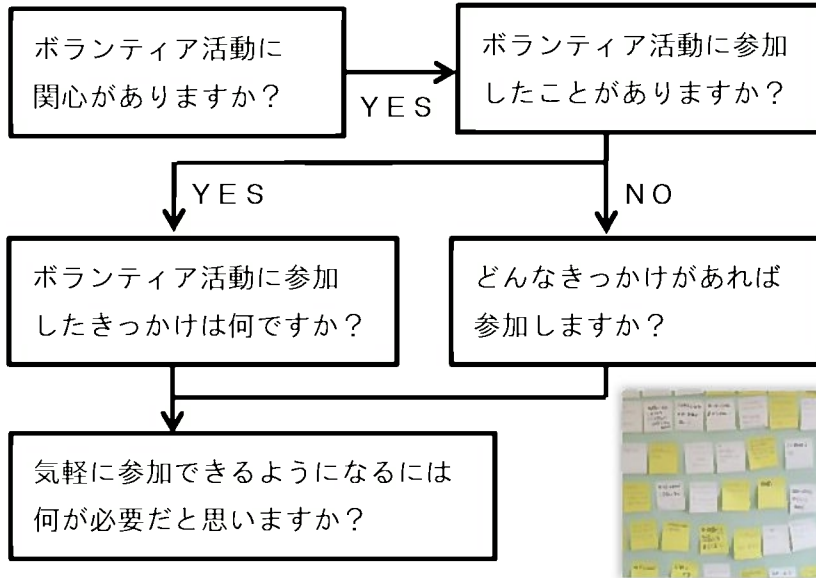 ボランティア活動に
関心がありますか？
YES
ボランティア活動に参加
したことがありますか？
YES
NO
ボランティア活動に参加
したきっかけは何ですか？
どんなきっかけがあれば
参加しますか？
気軽に参加できるようになるには
何が必要だと思いますか？